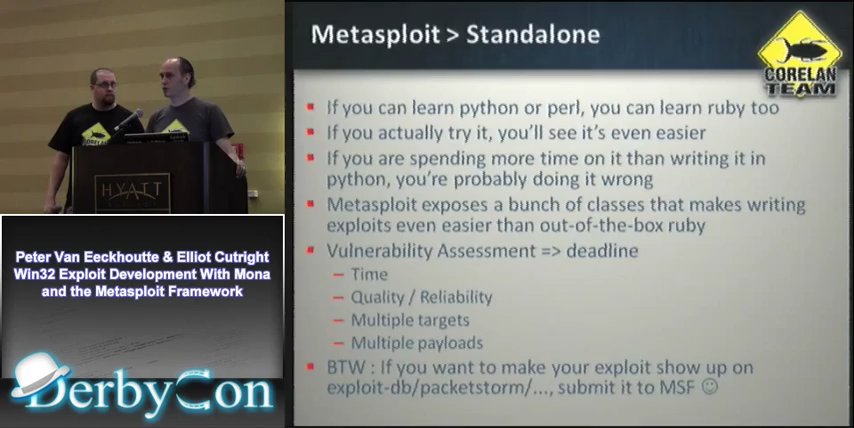 Metasploit > Standalone
CORELAN
TEAM
If you can learn python or perl, you can learn ruby too
If you actually try it, you'll see it's even easier
If you are spending more time on it than writing it in
python, you're probably doing it wrong
Metasploit exposes a bunch of classes that makes writing
exploits even easier than out-of-the-box ruby
Vulnerability Assessment => deadline
– Time
– Quality / Reliability
– Multiple targets
– Multiple payloads
BTW : If you want to make your exploit show up on
exploit-db/packetstorm/..., submit it to MSF ☺
CORELAN
HYATT
Peter Van Eeckhoutte & Elliot Cutright
Win32 Exploit Development With Mona
and the Metasploit Framework
DerbyCon